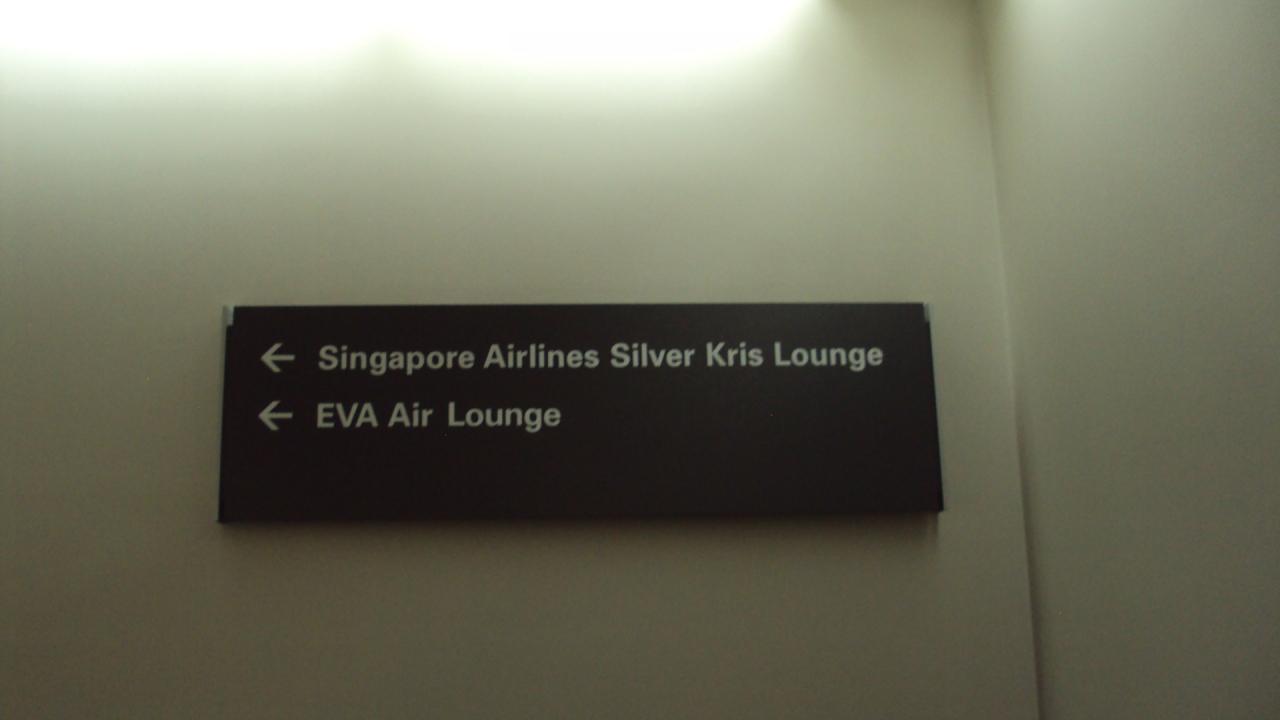 ← Singapore Airlines Silver Kris Lounge
← EVA Air Lounge